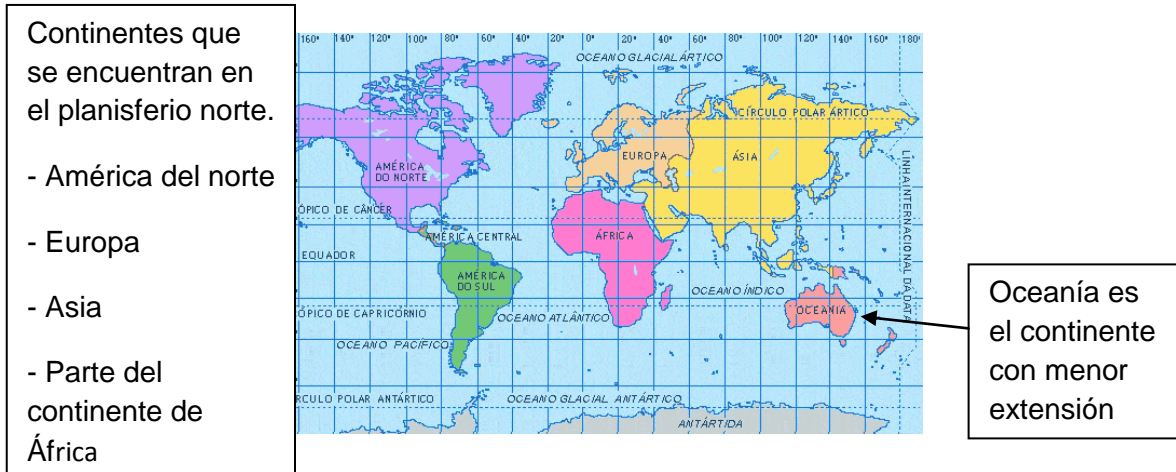 Continentes que
se encuentran en
el planisferio norte.
- América del norte
- Europa
- Asia
- Parte del
continente de
África
160° 140° 120° 100° 80° 60° 40° 20° 0° 20° 40° 60° 80° 100° 120° 140° 160° 180°
OCEANO GLACIAL ÁRTICO
CÍRCULO POLAR ÁRTICO
EUROPA
ÁSIA
AMÉRICA
DO NORTE
LINHA INTERNACIONAL DA DATA
ÓPICO DE CÂNCER
AMÉRICA CENTRAL
ÁFRICA
EQUADOR
AMÉRICA
DO SUL
OCEANO ÍNDICO
OCEANIA
ÓPICO DE CAPRICÓRNIO
OCEANO ATLÂNTICO
OCEANO PACÍFICO
RCULO POLAR ANTÁRTICO
OCEANO GLACIAL ANTÁRTICO
ANTÁRTIDA
Oceanía es
el continente
con menor
extensión